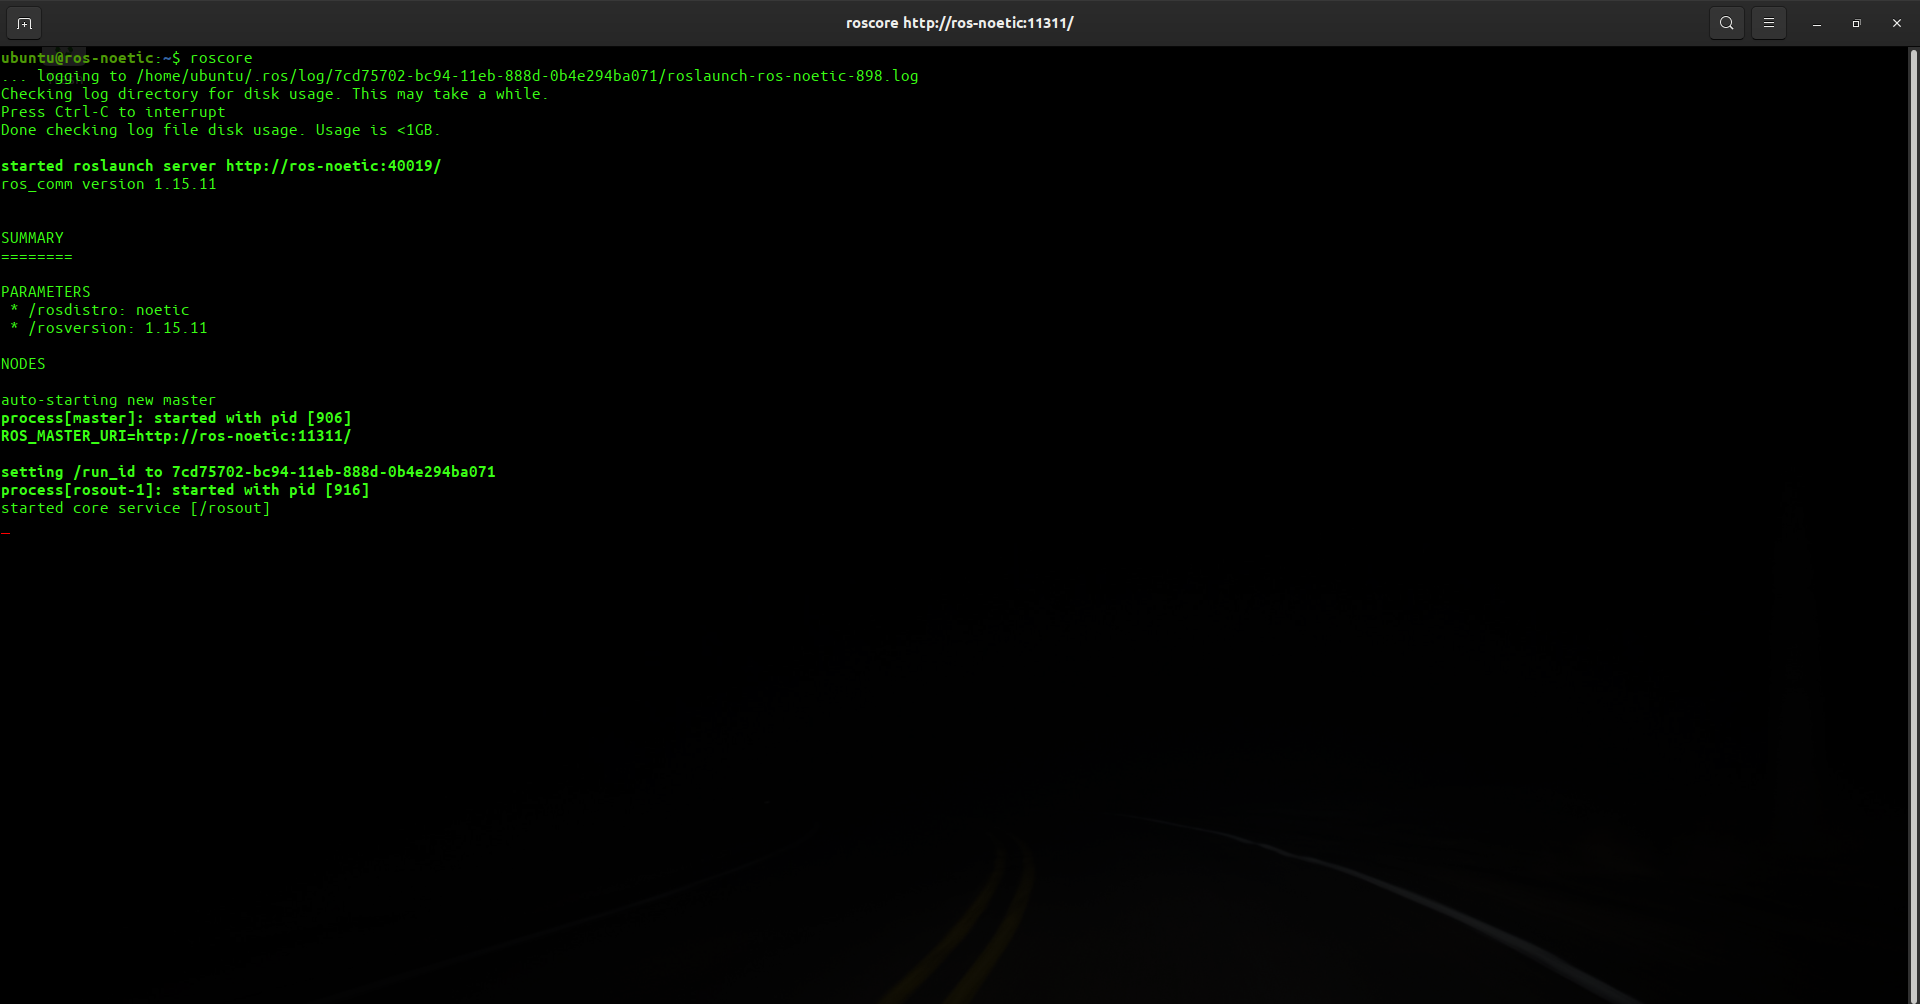 roscore http://ros-noetic:11311/
ubuntu@ros-noetic:~$ roscore
... logging to /home/ubuntu/.ros/log/7cd75702-bc94-11eb-888d-0b4e294ba071/roslaunch-ros-noetic-898.log
Checking log directory for disk usage. This may take a while.
Press Ctrl-C to interrupt
Done checking log file disk usage. Usage is <1GB.
started roslaunch server http://ros-noetic:40019/
ros_comm version 1.15.11
SUMMARY
========
PARAMETERS
 * /rosdistro: noetic
 * /rosversion: 1.15.11
NODES
auto-starting new master
process[master]: started with pid [906]
ROS_MASTER_URI=http://ros-noetic:11311/
setting /run_id to 7cd75702-bc94-11eb-888d-0b4e294ba071
process[rosout-1]: started with pid [916]
started core service [/rosout]